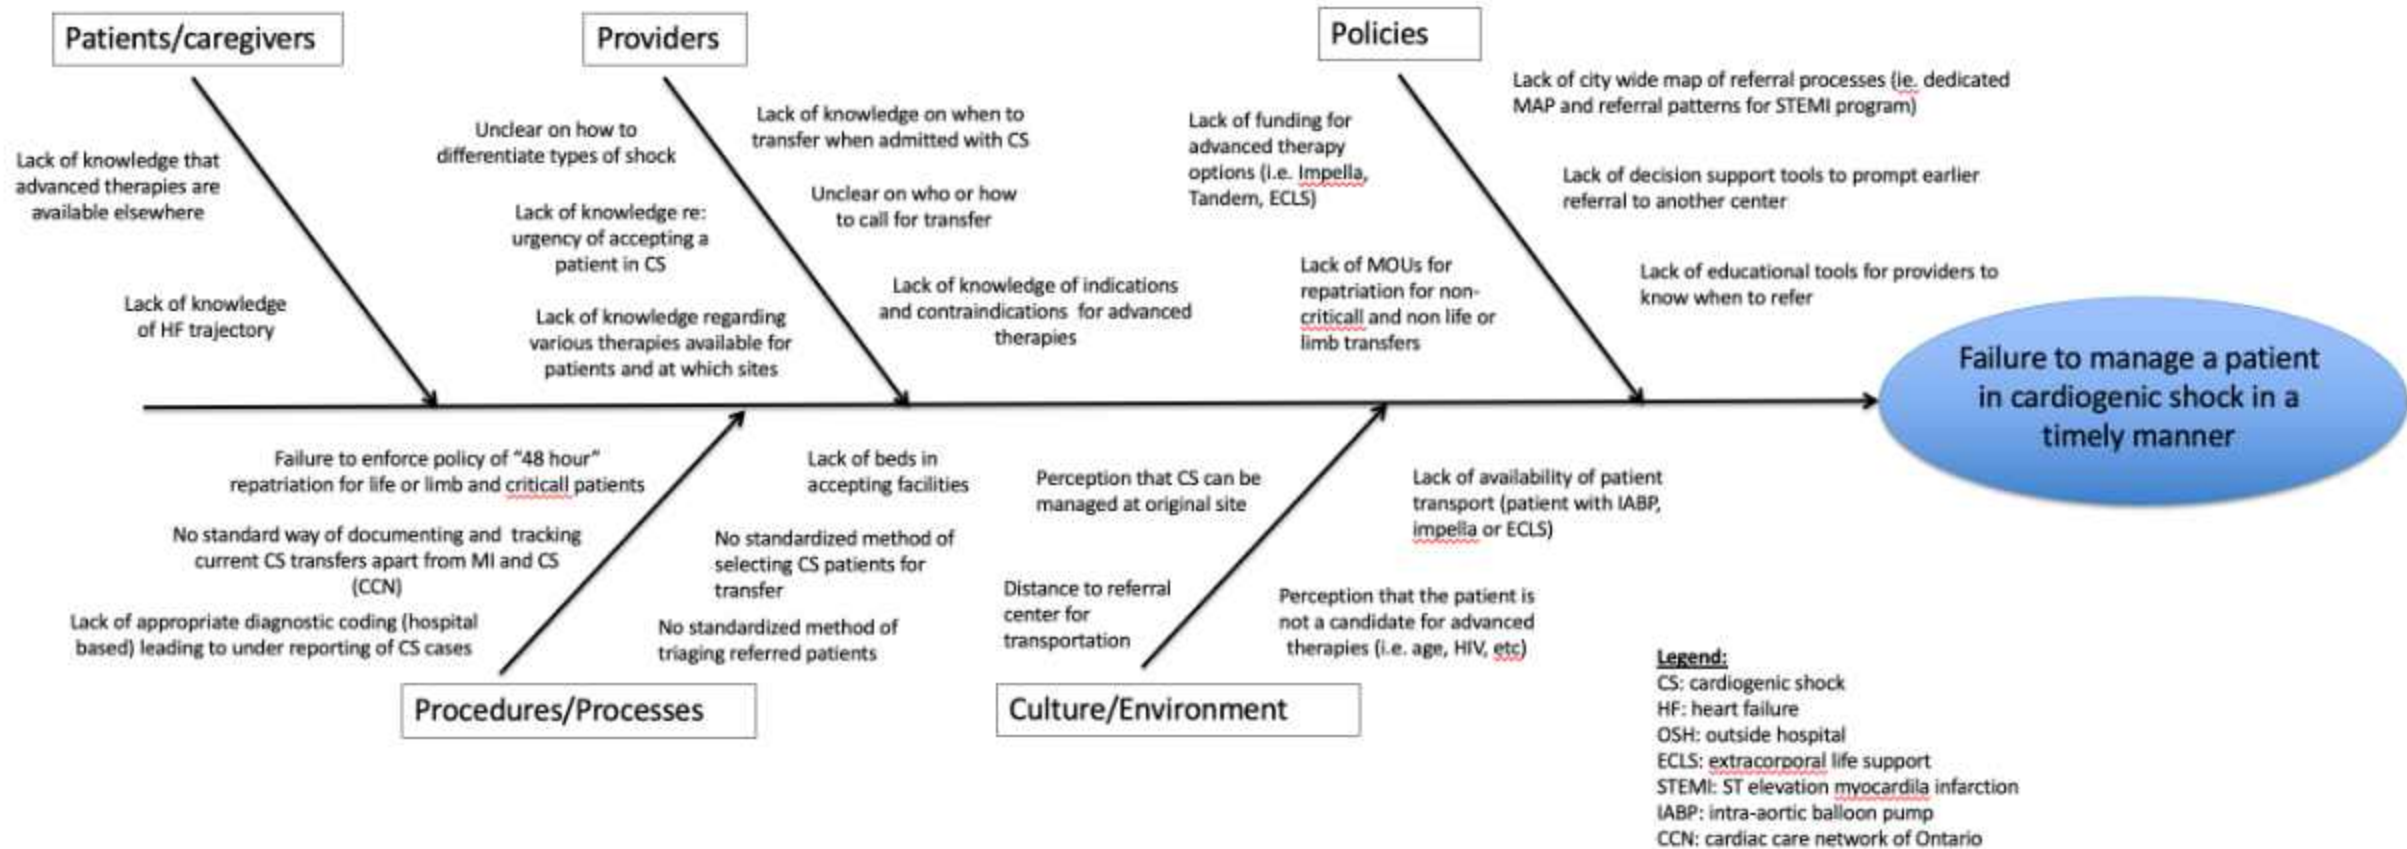 Patients/caregivers
Lack of knowledge that
advanced therapies are
available elsewhere
Lack of knowledge
of HF trajectory
Providers
Unclear on how to
differentiate types of shock
Lack of knowledge re:
urgency of accepting a
patient in CS
Lack of knowledge regarding
various therapies available for
patients and at which sites
Lack of knowledge on when to
transfer when admitted with CS
Unclear on who or how
to call for transfer
Lack of knowledge of indications
and contraindications for advanced
therapies
Policies
Lack of funding for
advanced therapy
options (i.e. Impella,
Tandem, ECLS)
Lack of MOUs for
repatriation for non-
criticall and non life or
limb transfers
Lack of city wide map of referral processes (ie. dedicated
MAP and referral patterns for STEMI program)
Lack of decision support tools to prompt earlier
referral to another center
Lack of educational tools for providers to
know when to refer
Failure to manage a patient
in cardiogenic shock in a
timely manner
Failure to enforce policy of "48 hour"
repatriation for life or limb and criticall patients
No standard way of documenting and tracking
current CS transfers apart from MI and CS
(CCN)
Lack of appropriate diagnostic coding (hospital
based) leading to under reporting of CS cases
Lack of beds in
accepting facilities
No standardized method of
selecting CS patients for
transfer
No standardized method of
triaging referred patients
Procedures/Processes
Perception that CS can be
managed at original site
Distance to referral
center for
transportation
Lack of availability of patient
transport (patient with IABP,
impella or ECLS)
Perception that the patient is
not a candidate for advanced
therapies (i.e. age, HIV, etc)
Culture/Environment
Legend:
CS: cardiogenic shock
HF: heart failure
OSH: outside hospital
ECLS: extracorporal life support
STEMI: ST elevation myocardila infarction
IABP: intra-aortic balloon pump
CCN: cardiac care network of Ontario